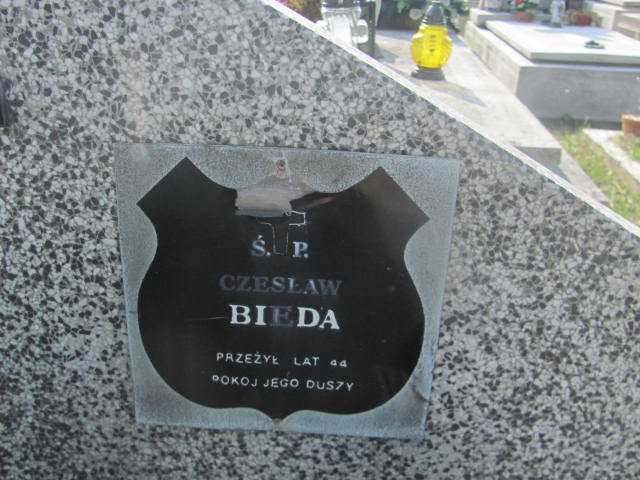 Ś. P.
CZESŁAW
BIEDA
PRZEŻYŁ LAT 44
POKOJ JEGO DUSZY